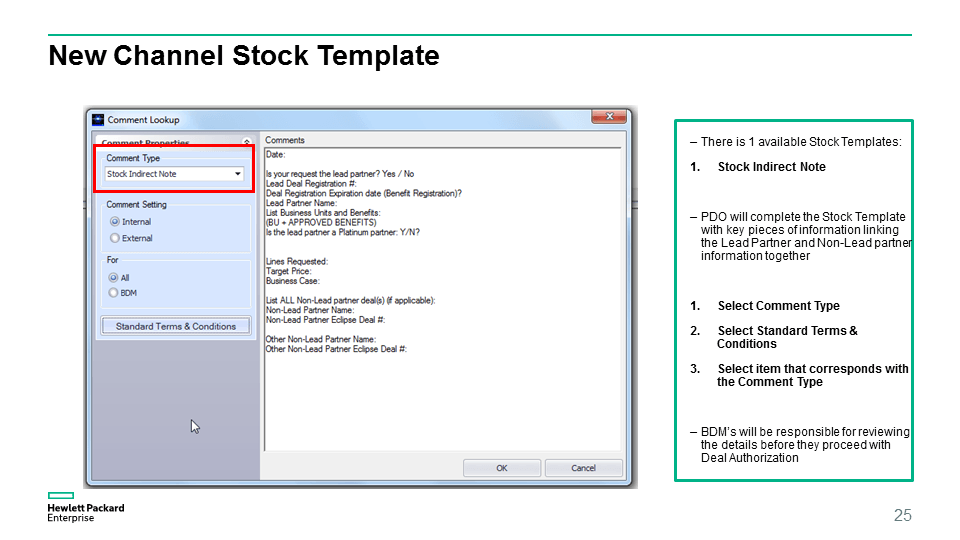 New Channel Stock Template
Comment Lookup
Comment Properties
Comment Type
Stock Indirect Note
Comment Setting
Internal
External
For
All
BDM
Standard Terms & Conditions
Comments
Date:
Is your request the lead partner? Yes / No
Lead Deal Registration #:
Deal Registration Expiration date (Benefit Registration)?
Lead Partner Name:
List Business Units and Benefits:
(BU + APPROVED BENEFITS)
Is the lead partner a Platinum partner: Y/N?
Lines Requested:
Target Price:
Business Case:
List ALL Non-Lead partner deal(s) (if applicable):
Non-Lead Partner Name:
Non-Lead Partner Eclipse Deal #:
Other Non-Lead Partner Name:
Other Non-Lead Partner Eclipse Deal #:
OK
Cancel
– There is 1 available Stock Templates:
1. Stock Indirect Note
– PDO will complete the Stock Template
with key pieces of information linking
the Lead Partner and Non-Lead partner
information together
1. Select Comment Type
2. Select Standard Terms &
Conditions
3. Select item that corresponds with
the Comment Type
– BDM's will be responsible for reviewing
the details before they proceed with
Deal Authorization
Hewlett Packard
Enterprise
25